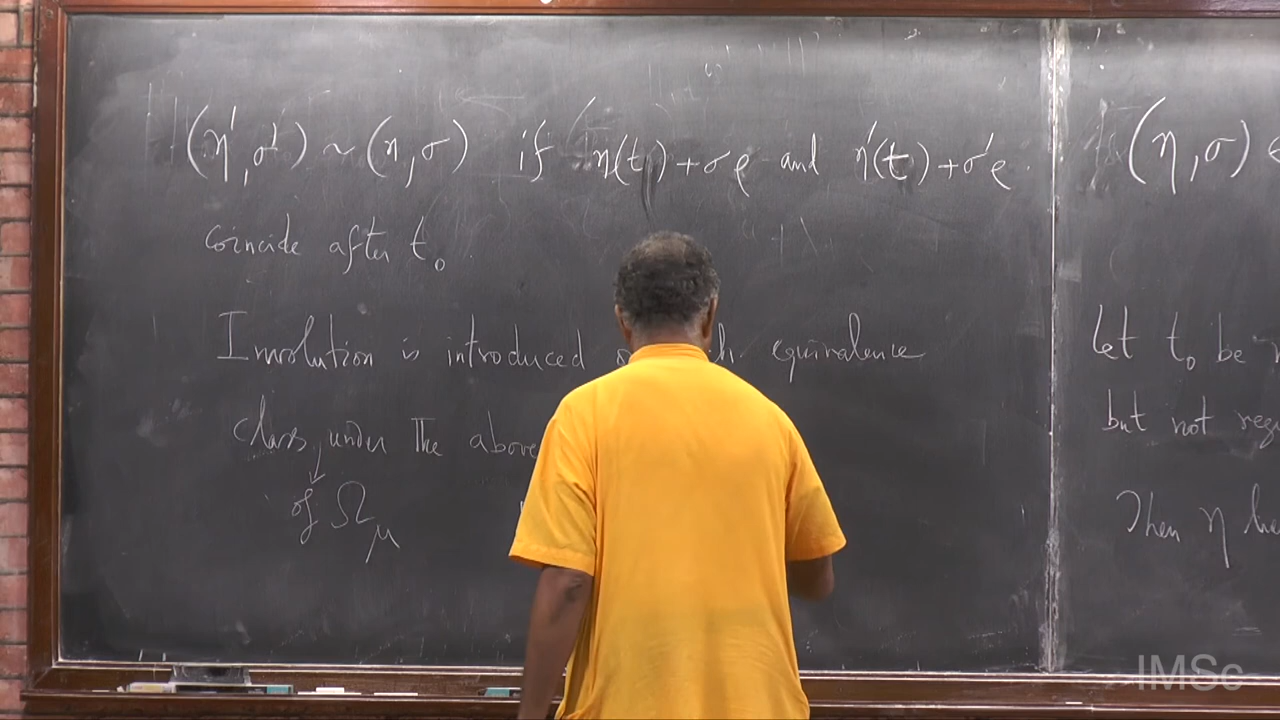 (η', σ') ~ (η, σ) if η(t) + σρ and η'(t) + σ'ρ
coincide after t₀
Involution is introduced equivalence
class, under the above
of Ω_μ
(η, σ) ∈
Let t₀ be
but not
Then η
IMSc